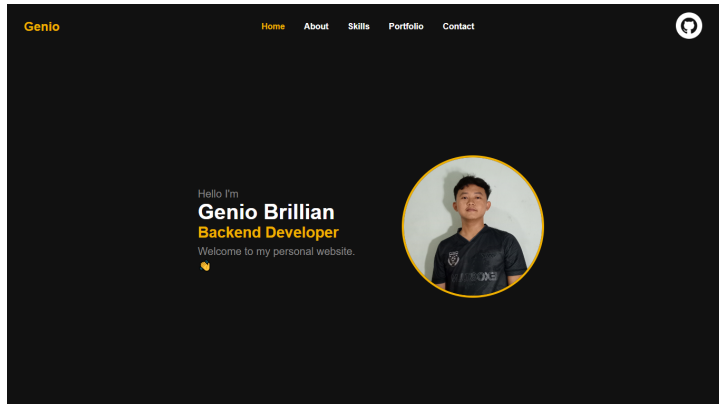 Genio
Home About Skills Portfolio Contact
Hello I'm
Genio Brillian
Backend Developer
Welcome to my personal website.
👋